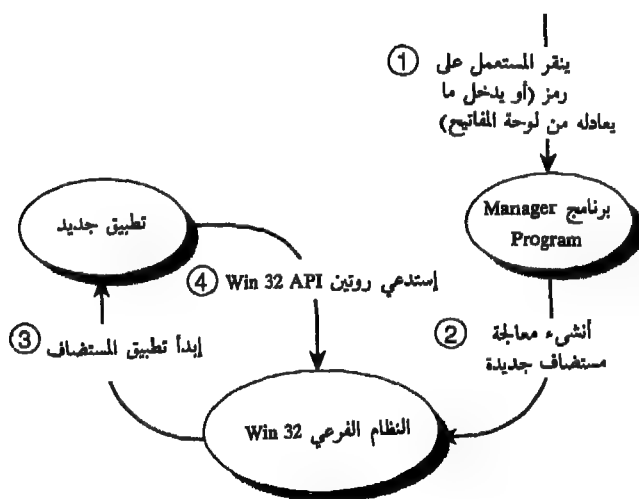 ① ينقر المستعمل على
رمز (أو يدخل ما
يعادله من لوحة المفاتيح)
برنامج Manager
Program
② أنشىء معالجة
مستضاف جديدة
النظام الفرعي Win 32
③ إبدأ تطبيق المستضاف
تطبيق جديد
④ إستدعي روتين Win 32 API